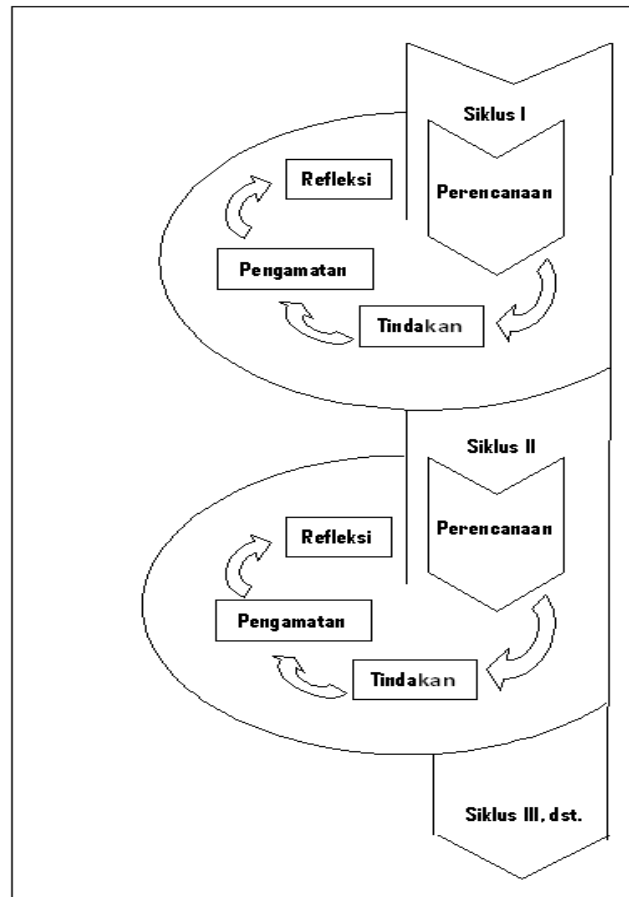 Siklus I
Perencanaan
Refleksi
Pengamatan
Tindakan
Siklus II
Perencanaan
Refleksi
Pengamatan
Tindakan
Siklus III, dst.